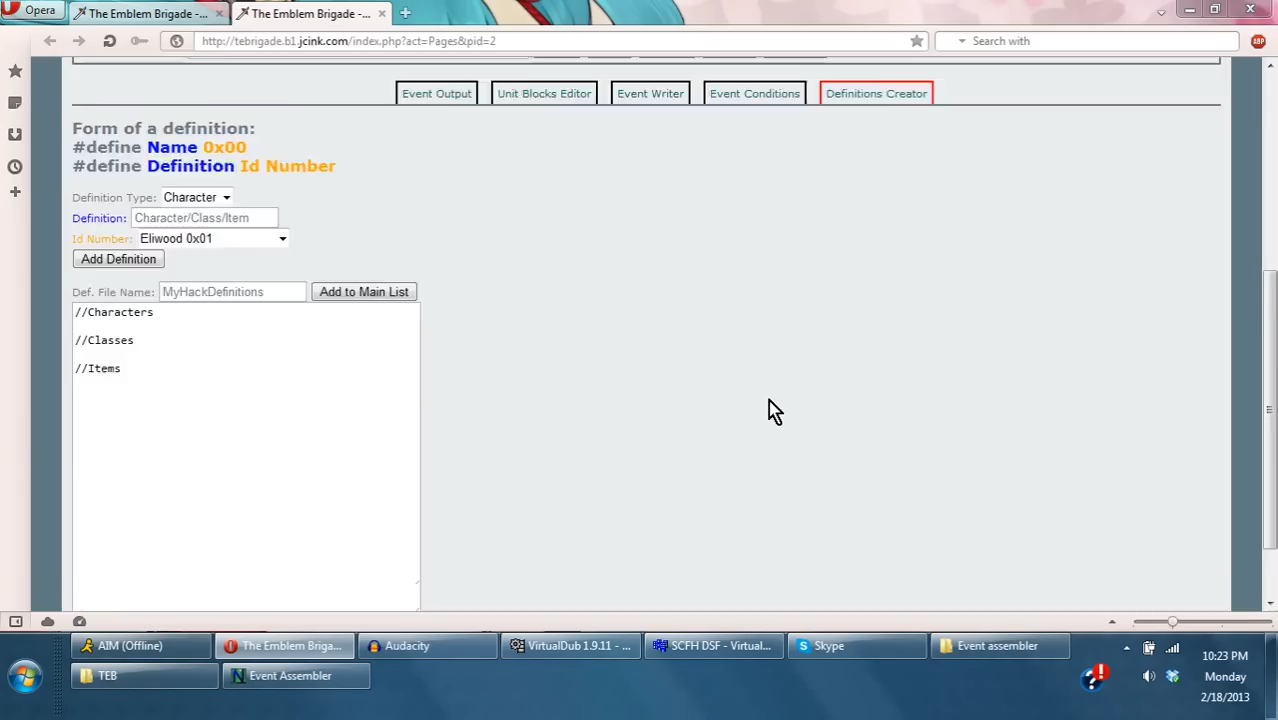 Opera
The Emblem Brigade -...
The Emblem Brigade -...
http://tebrigade.b1.jcink.com/index.php?act=Pages&pid=2
Search with
ABP
Event Output
Unit Blocks Editor
Event Writer
Event Conditions
Definitions Creator
Form of a definition:
#define Name 0x00
#define Definition Id Number
Definition Type: Character
Definition: Character/Class/Item
Id Number: Eliwood 0x01
Add Definition
Def. File Name: MyHackDefinitions
Add to Main List
//Characters
//Classes
//Items
AIM (Offline)
The Emblem Briga...
Audacity
VirtualDub 1.9.11 - ...
SCFH DSF - Virtual...
Skype
Event assembler
TEB
Event Assembler
10:23 PM
Monday
2/18/2013